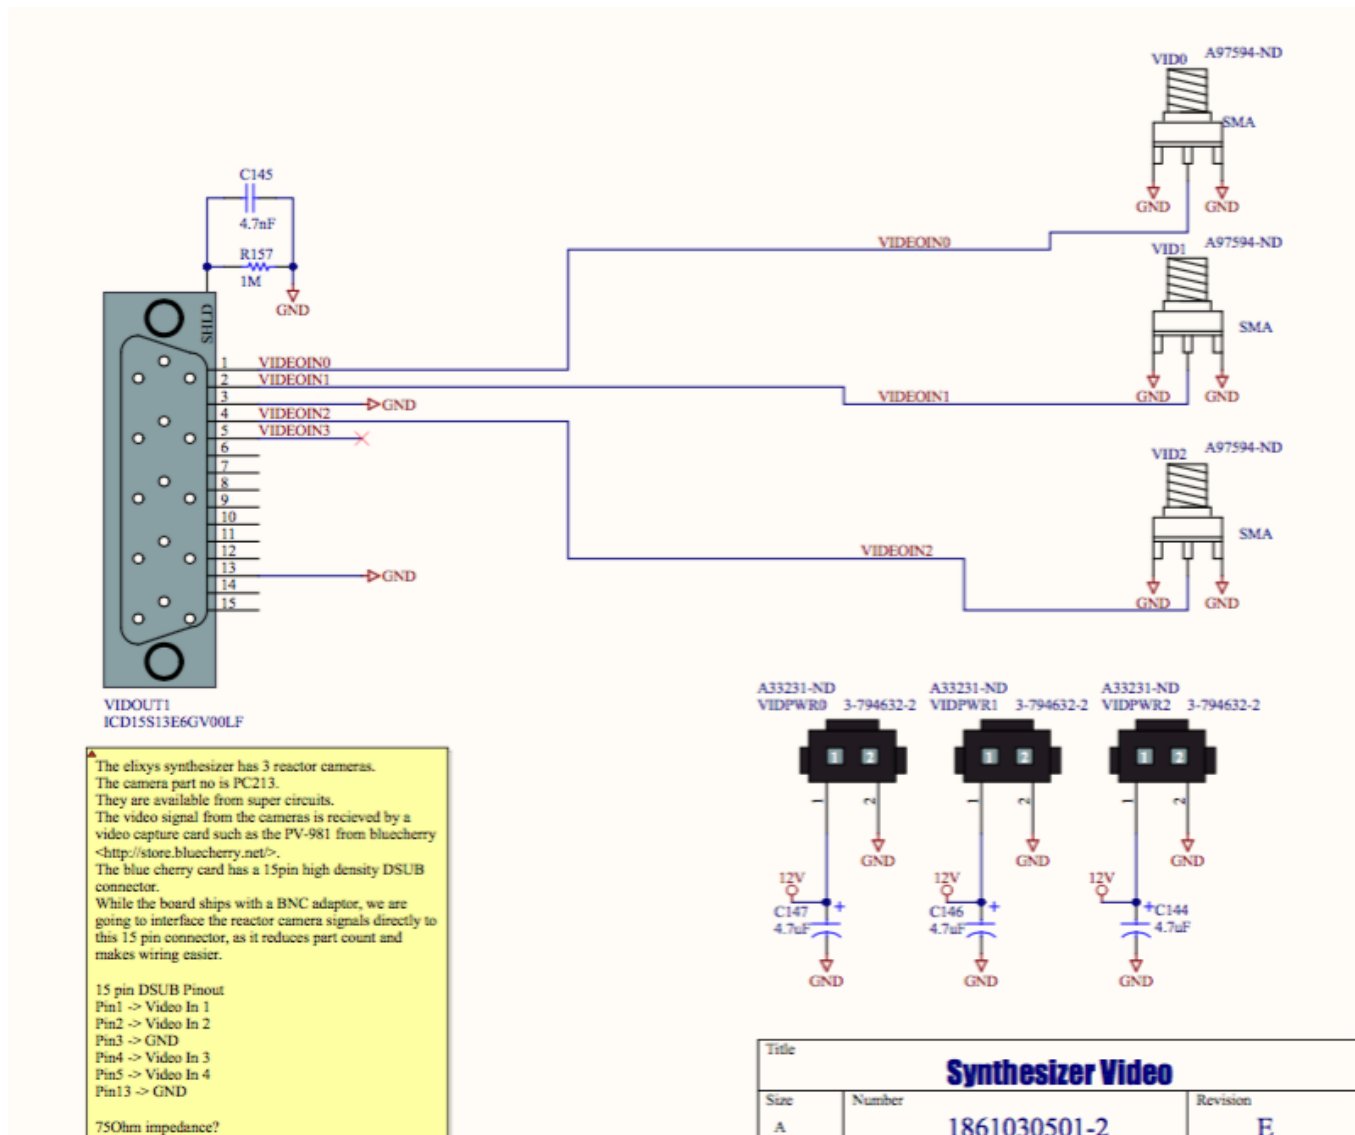 VID0 A97594-ND
SMA
GND GND
C145
4.7nF
R157
1M
GND
SHLD
VIDEOIN0
VID1 A97594-ND
SMA
GND GND
1 VIDEOIN0
2 VIDEOIN1
3 GND
4 VIDEOIN2
5 VIDEOIN3
6
7
8
9
10
11
12
13 GND
14
15
VIDEOIN1
VID2 A97594-ND
SMA
GND GND
VIDEOIN2
VIDOUT1
ICD15S13E6GV00LF
A33231-ND A33231-ND A33231-ND
VIDPWR0 3-794632-2 VIDPWR1 3-794632-2 VIDPWR2 3-794632-2
1 2 1 2 1 2
1 2 1 2 1 2
GND GND GND
12V 12V 12V
C147 + C146 + +C144
4.7uF 4.7uF 4.7uF
GND GND GND
The elixys synthesizer has 3 reactor cameras.
The camera part no is PC213.
They are available from super circuits.
The video signal from the cameras is recieved by a
video capture card such as the PV-981 from bluecherry
<http://store.bluecherry.net/>.
The blue cherry card has a 15pin high density DSUB
connector.
While the board ships with a BNC adaptor, we are
going to interface the reactor camera signals directly to
this 15 pin connector, as it reduces part count and
makes wiring easier.
15 pin DSUB Pinout
Pin1 -> Video In 1
Pin2 -> Video In 2
Pin3 -> GND
Pin4 -> Video In 3
Pin5 -> Video In 4
Pin13 -> GND
75Ohm impedance?
Title
Synthesizer Video
Size Number Revision
A 1861030501-2 E